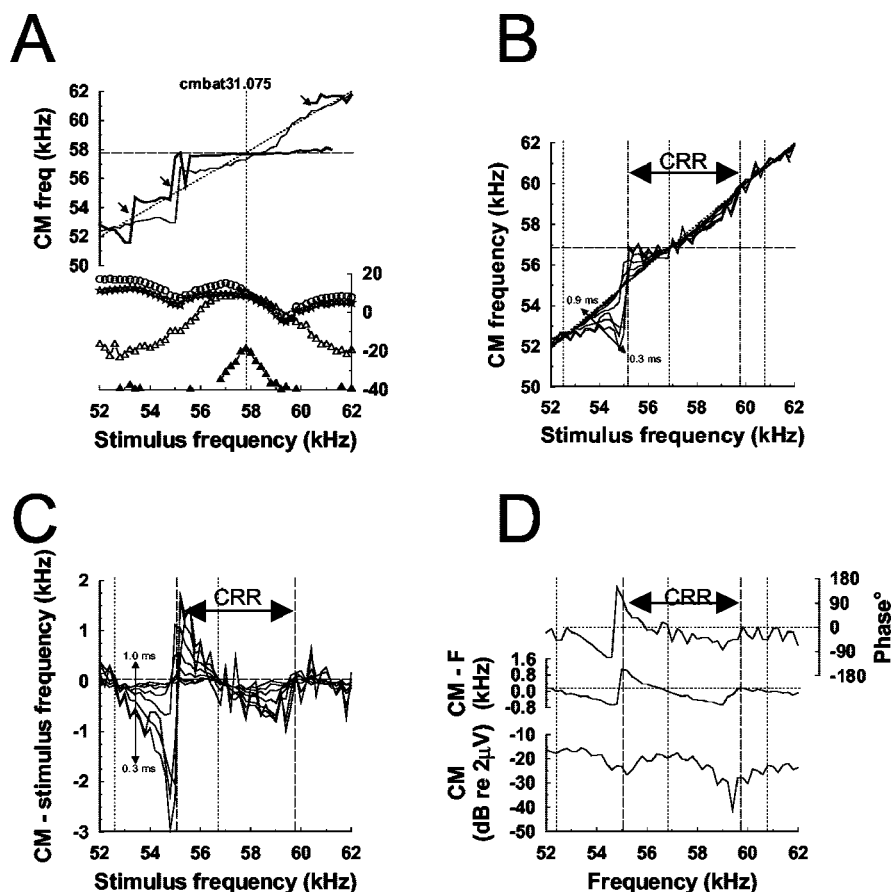 A
cmbat31.075
CM freq (kHz)
62
60
58
56
54
52
50
20
0
-20
-40
52 54 56 58 60 62
Stimulus frequency (kHz)
B
CM frequency (kHz)
62
60
58
56
54
52
50
CRR
0.9 ms
0.3 ms
52 54 56 58 60 62
Stimulus frequency (kHz)
C
CM - stimulus frequency (kHz)
2
1
0
-1
-2
-3
CRR
1.0 ms
0.3 ms
52 54 56 58 60 62
Stimulus frequency (kHz)
D
CRR
180
90
0
-90
-180
Phase°
CM - F
(kHz)
1.6
0.0
-0.8
CM
(dB re 2µV)
-10
-20
-30
-40
-50
52 54 56 58 60 62
Frequency (kHz)